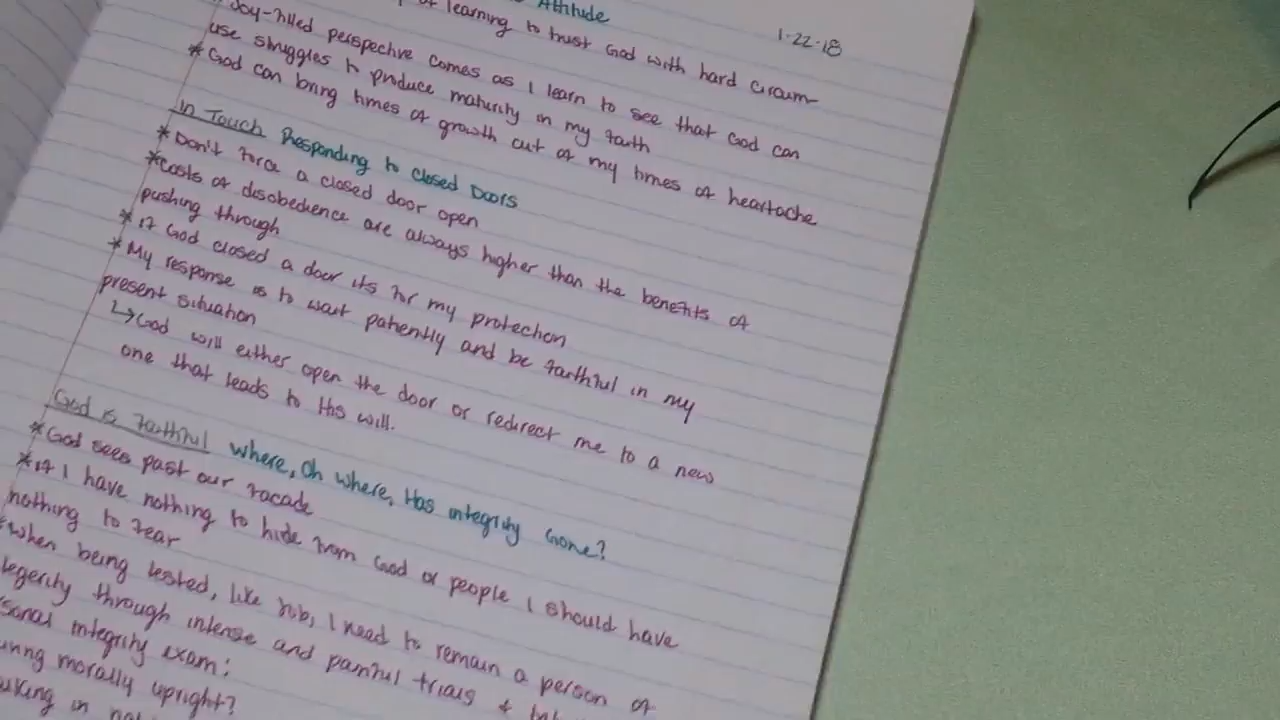 Attitude
1-22-18
of learning to trust God with hard circum-
Joy-filled perspective comes as I learn to see that God can
use struggles to produce maturity in my faith
* God can bring times of growth out of my times of heartache
In Touch Responding to Closed Doors
* Don't force a closed door open
* Costs of disobedience are always higher than the benefits of
pushing through
* If God closed a door its for my protection
* My response is to wait patiently and be faithful in my
present situation
↳ God will either open the door or redirect me to a new
one that leads to His will.
God is Faithful Where, Oh Where, Has Integrity Gone?
* God sees past our facade
* If I have nothing to hide from God or people I should have
nothing to fear
* When being tested, like Job, I need to remain a person of
tegerity through intense and painful trials +
sonal integrity exam:
morally upright?
in